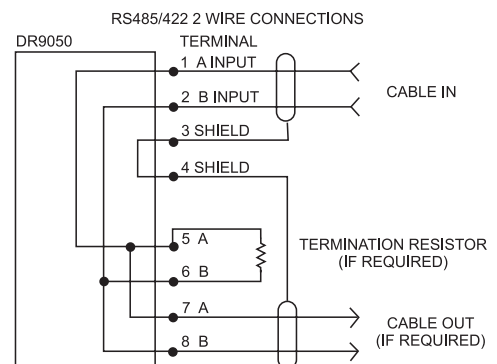 RS485/422 2 WIRE CONNECTIONS
DR9050
TERMINAL
1 A INPUT
2 B INPUT
CABLE IN
3 SHIELD
4 SHIELD
5 A
6 B
TERMINATION RESISTOR
(IF REQUIRED)
7 A
8 B
CABLE OUT
(IF REQUIRED)